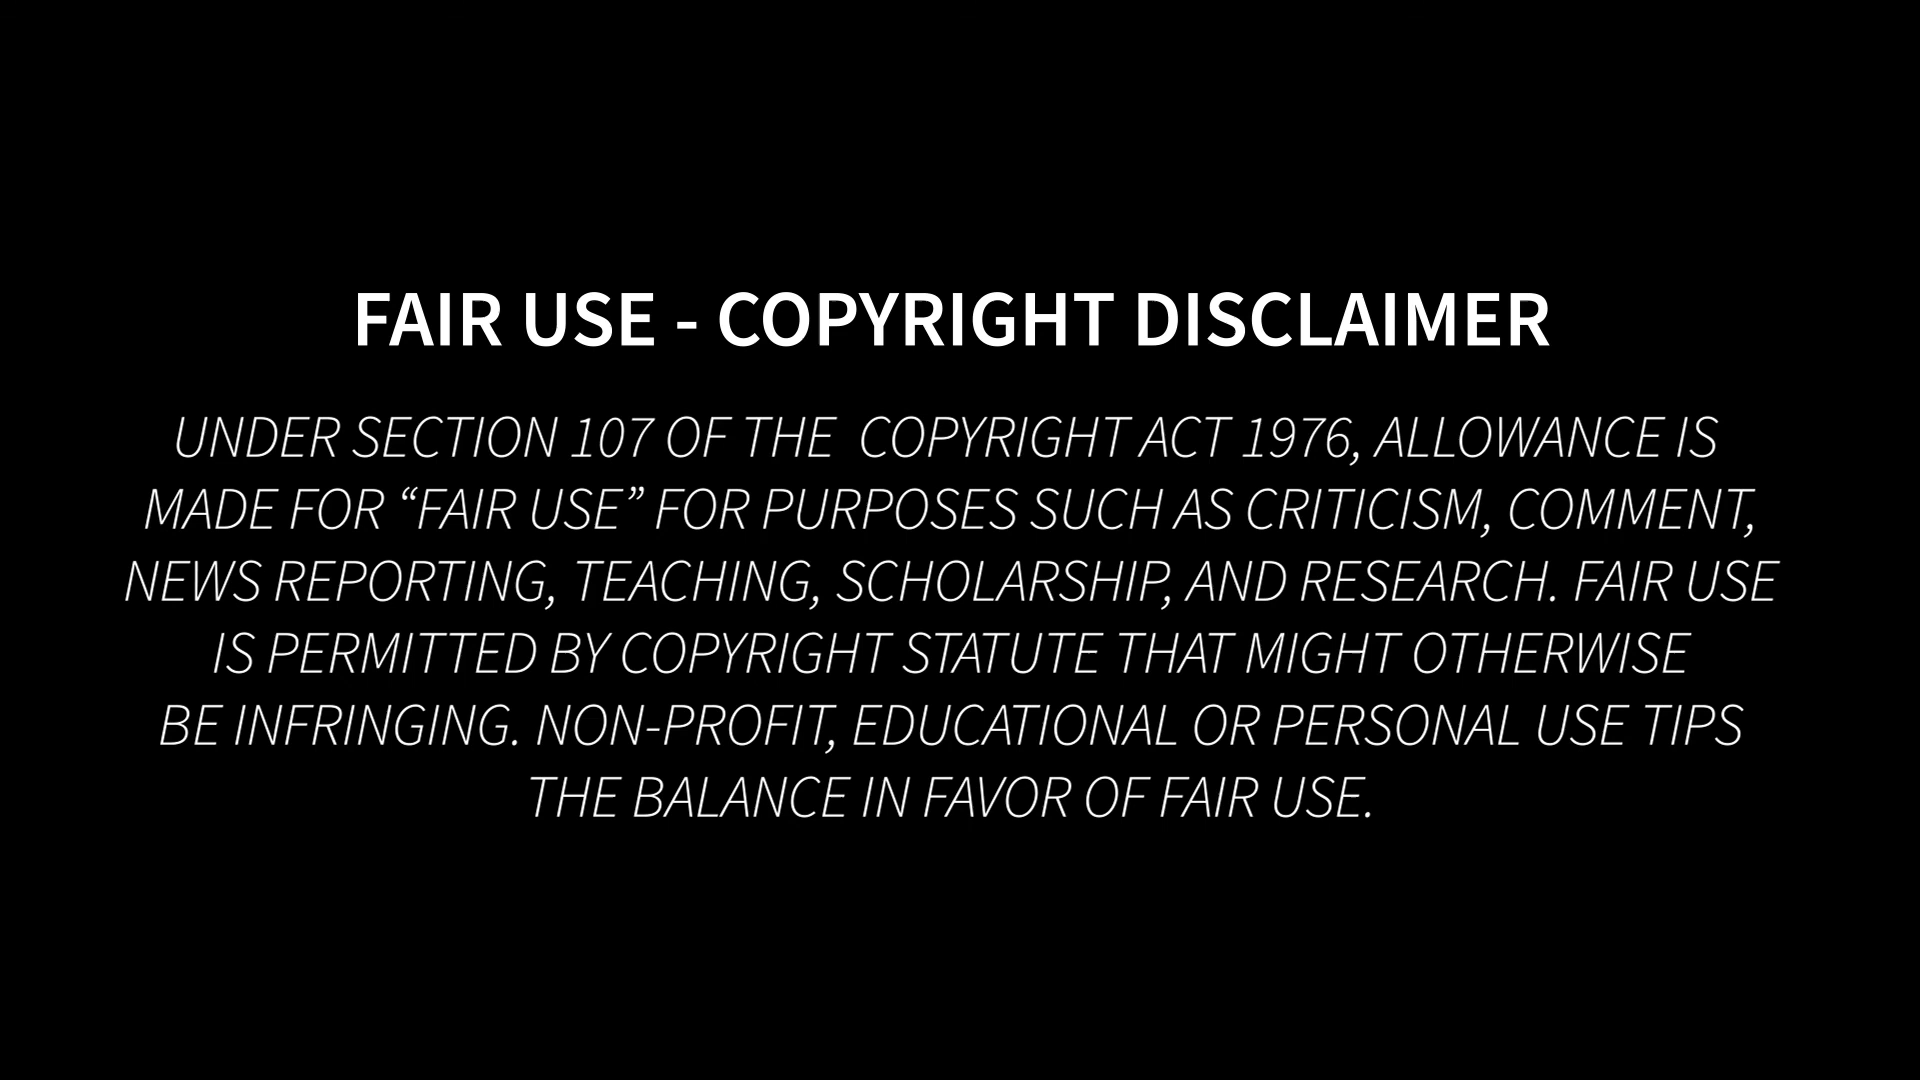 FAIR USE - COPYRIGHT DISCLAIMER
UNDER SECTION 107 OF THE  COPYRIGHT ACT 1976, ALLOWANCE IS
MADE FOR “FAIR USE” FOR PURPOSES SUCH AS CRITICISM, COMMENT,
NEWS REPORTING, TEACHING, SCHOLARSHIP, AND RESEARCH. FAIR USE
IS PERMITTED BY COPYRIGHT STATUTE THAT MIGHT OTHERWISE
BE INFRINGING. NON-PROFIT, EDUCATIONAL OR PERSONAL USE TIPS
THE BALANCE IN FAVOR OF FAIR USE.